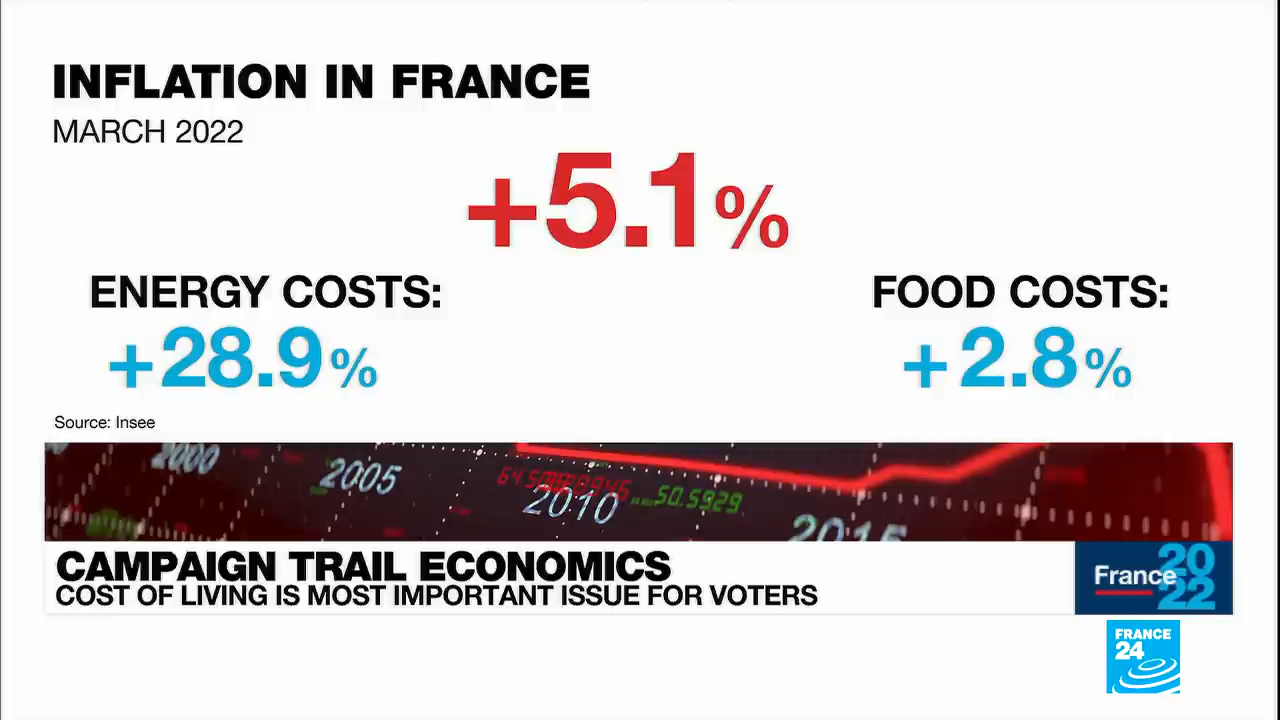 INFLATION IN FRANCE
MARCH 2022
+5.1%
ENERGY COSTS:
+28.9%
FOOD COSTS:
+2.8%
Source: Insee
2000
2005
2010
50.5929
2015
CAMPAIGN TRAIL ECONOMICS
COST OF LIVING IS MOST IMPORTANT ISSUE FOR VOTERS
France
20
22
FRANCE
24